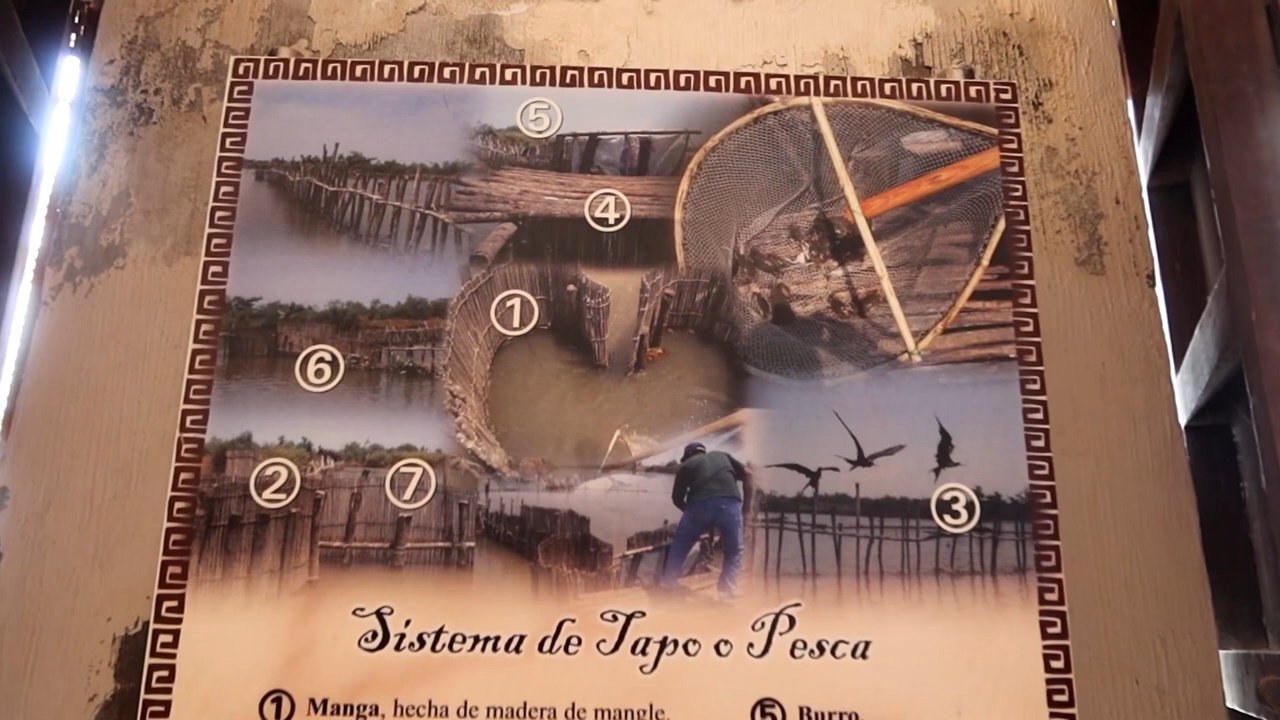 ⑤
④
①
⑥
② ⑦
③
Sistema de Tapo o Pesca
① Manga, hecha de madera de mangle.
⑤ Burro.